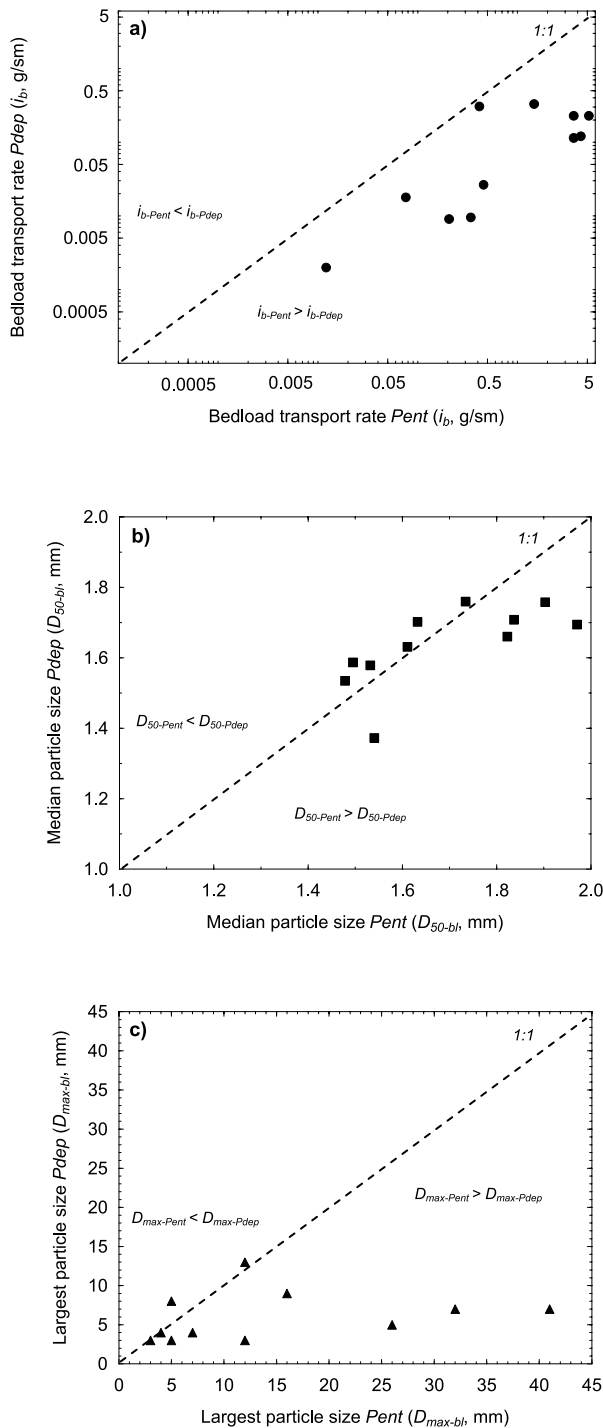 a)
1:1
5
0.5
0.05
0.005
0.0005
Bedload transport rate Pdep (ib, g/sm)
ib-Pent < ib-Pdep
ib-Pent > ib-Pdep
0.0005 0.005 0.05 0.5 5
Bedload transport rate Pent (ib, g/sm)
b)
1:1
2.0
1.8
1.6
1.4
1.2
1.0
Median particle size Pdep (D50-bl, mm)
D50-Pent < D50-Pdep
D50-Pent > D50-Pdep
1.0 1.2 1.4 1.6 1.8 2.0
Median particle size Pent (D50-bl, mm)
c)
1:1
45
40
35
30
25
20
15
10
5
0
Largest particle size Pdep (Dmax-bl, mm)
Dmax-Pent > Dmax-Pdep
Dmax-Pent < Dmax-Pdep
0 5 10 15 20 25 30 35 40 45
Largest particle size Pent (Dmax-bl, mm)